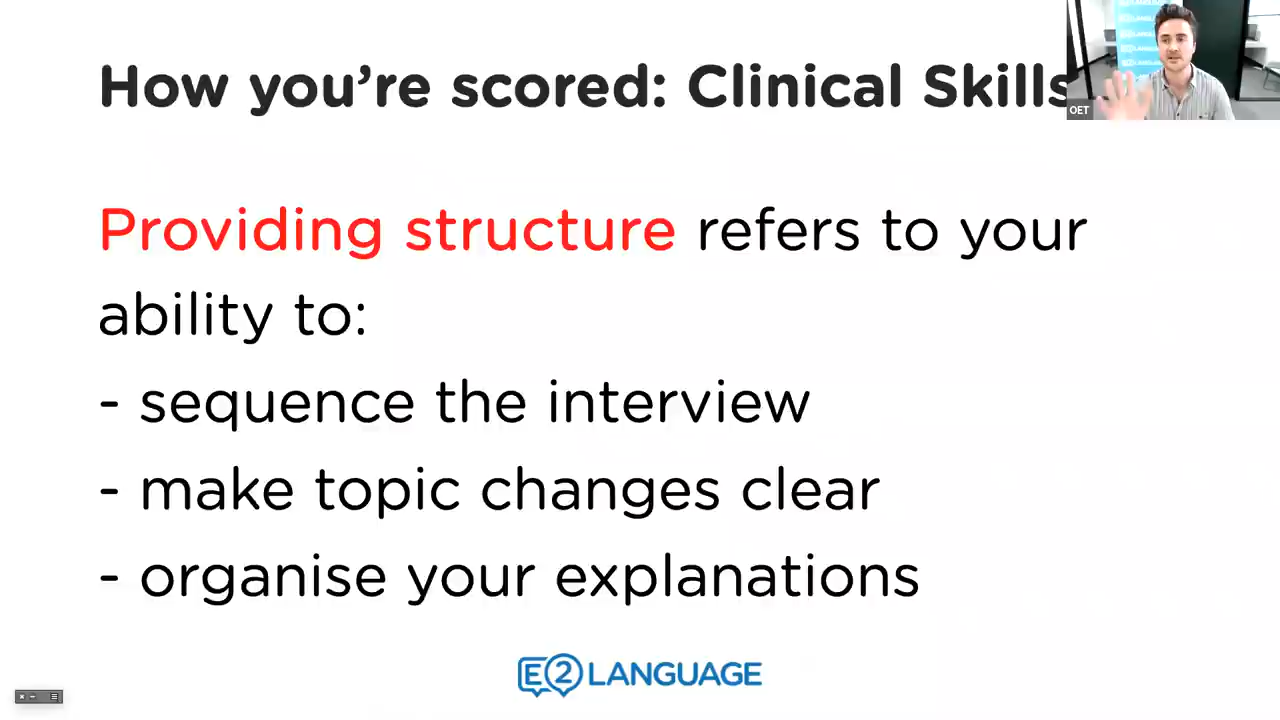 How you're scored: Clinical Skills
OET
Providing structure refers to your
ability to:
- sequence the interview
- make topic changes clear
- organise your explanations
E2 LANGUAGE